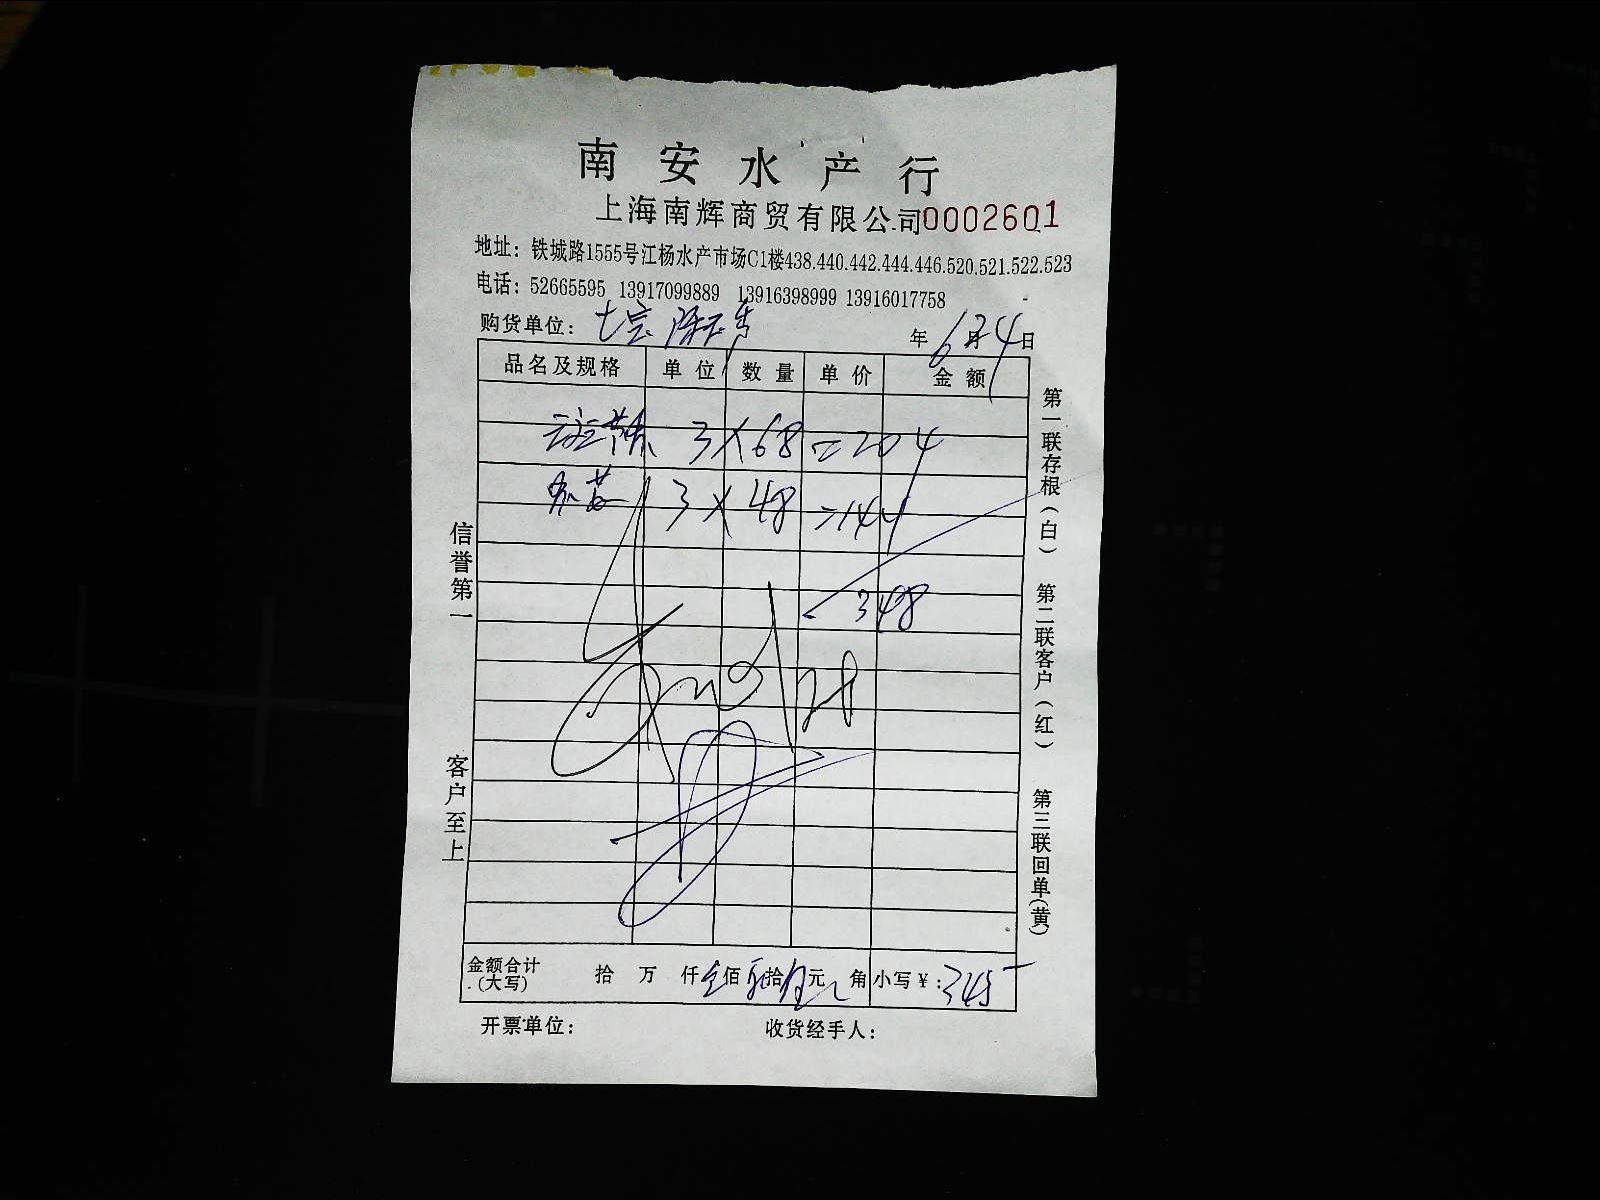 南安水产行
上海南辉商贸有限公司0002601
地址：铁城路1555号江杨水产市场C1楼438.440.442.444.446.520.521.522.523
电话：52665595 13917099889 13916398999 13916017758
购货单位：七宝
年6月4日
品名及规格 单位 数量 单价 金额
3×68=204
3×48=144
348
金额合计(大写) 拾 万 仟 佰 拾 元 角 小写￥:345
开票单位：
收货经手人：
信誉第一
客户至上
第一联存根(白)
第二联客户(红)
第三联回单(黄)